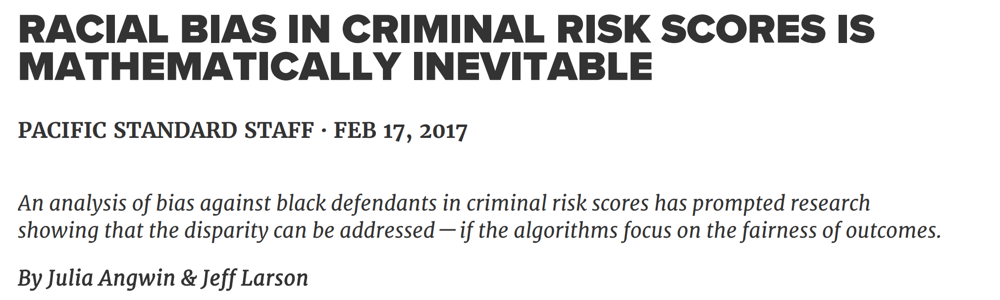 RACIAL BIAS IN CRIMINAL RISK SCORES IS
MATHEMATICALLY INEVITABLE
PACIFIC STANDARD STAFF · FEB 17, 2017
An analysis of bias against black defendants in criminal risk scores has prompted research
showing that the disparity can be addressed — if the algorithms focus on the fairness of outcomes.
By Julia Angwin & Jeff Larson